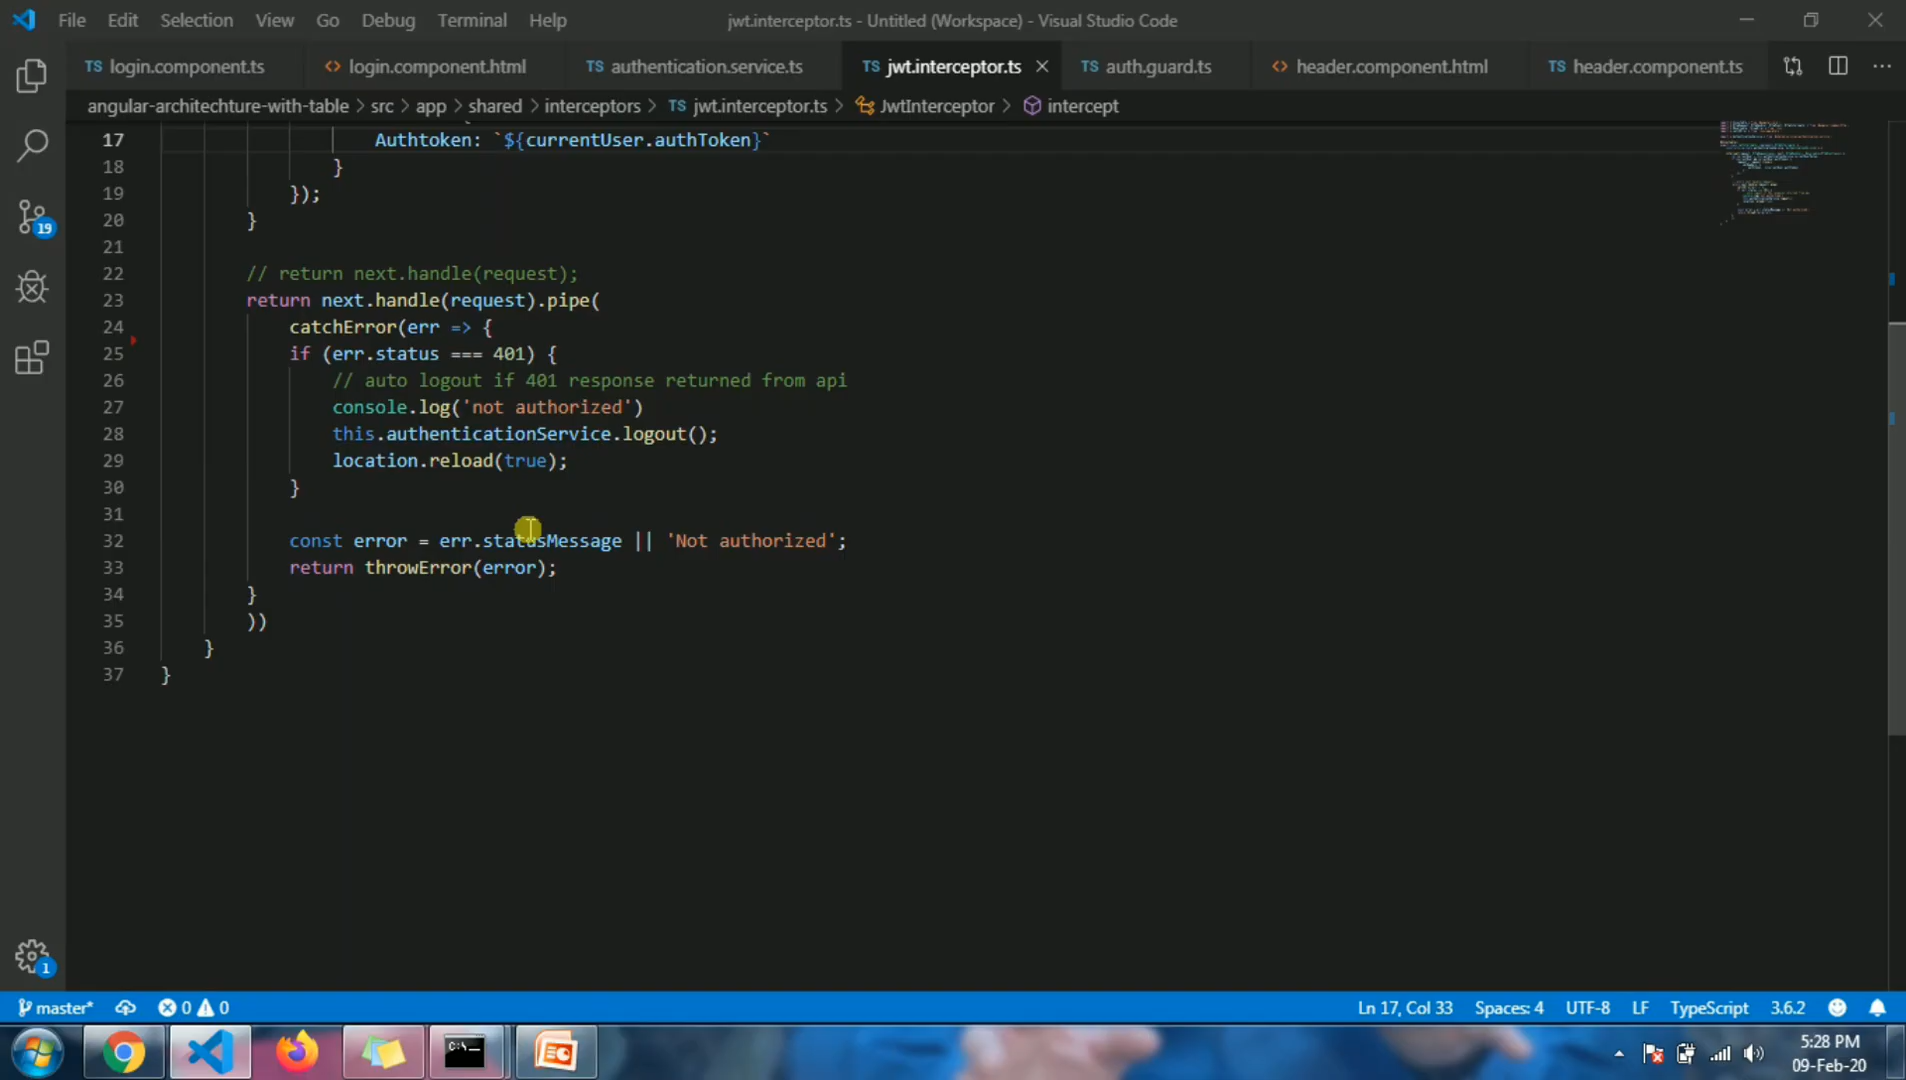 File Edit Selection View Go Debug Terminal Help
jwt.interceptor.ts - Untitled (Workspace) - Visual Studio Code
TS login.component.ts <> login.component.html TS authentication.service.ts TS jwt.interceptor.ts TS auth.guard.ts <> header.component.html TS header.component.ts
angular-architechture-with-table > src > app > shared > interceptors > TS jwt.interceptor.ts > JwtInterceptor > intercept
17 Authtoken: `${currentUser.authToken}`
18 }
19 });
20 }
21
22 // return next.handle(request);
23 return next.handle(request).pipe(
24 catchError(err => {
25 if (err.status === 401) {
26 // auto logout if 401 response returned from api
27 console.log('not authorized')
28 this.authenticationService.logout();
29 location.reload(true);
30 }
31
32 const error = err.statusMessage || 'Not authorized';
33 return throwError(error);
34 }
35 ))
36 }
37 }
19
1
master* 0 0 Ln 17, Col 33 Spaces: 4 UTF-8 LF TypeScript 3.6.2
C:\_
5:28 PM
09-Feb-20